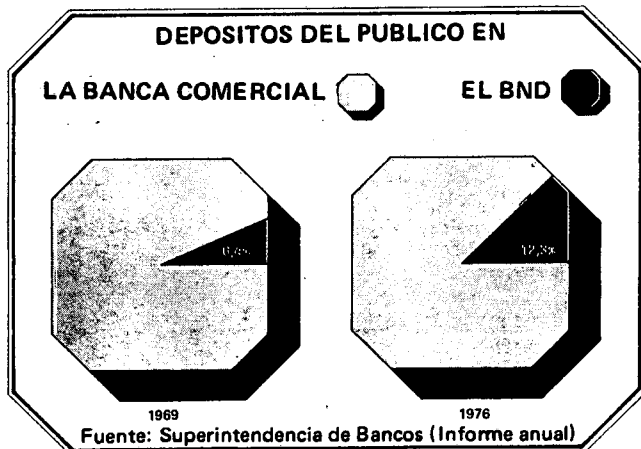 DEPOSITOS DEL PUBLICO EN
LA BANCA COMERCIAL EL BND
12,3%
1969 1976
Fuente: Superintendencia de Bancos (Informe anual)